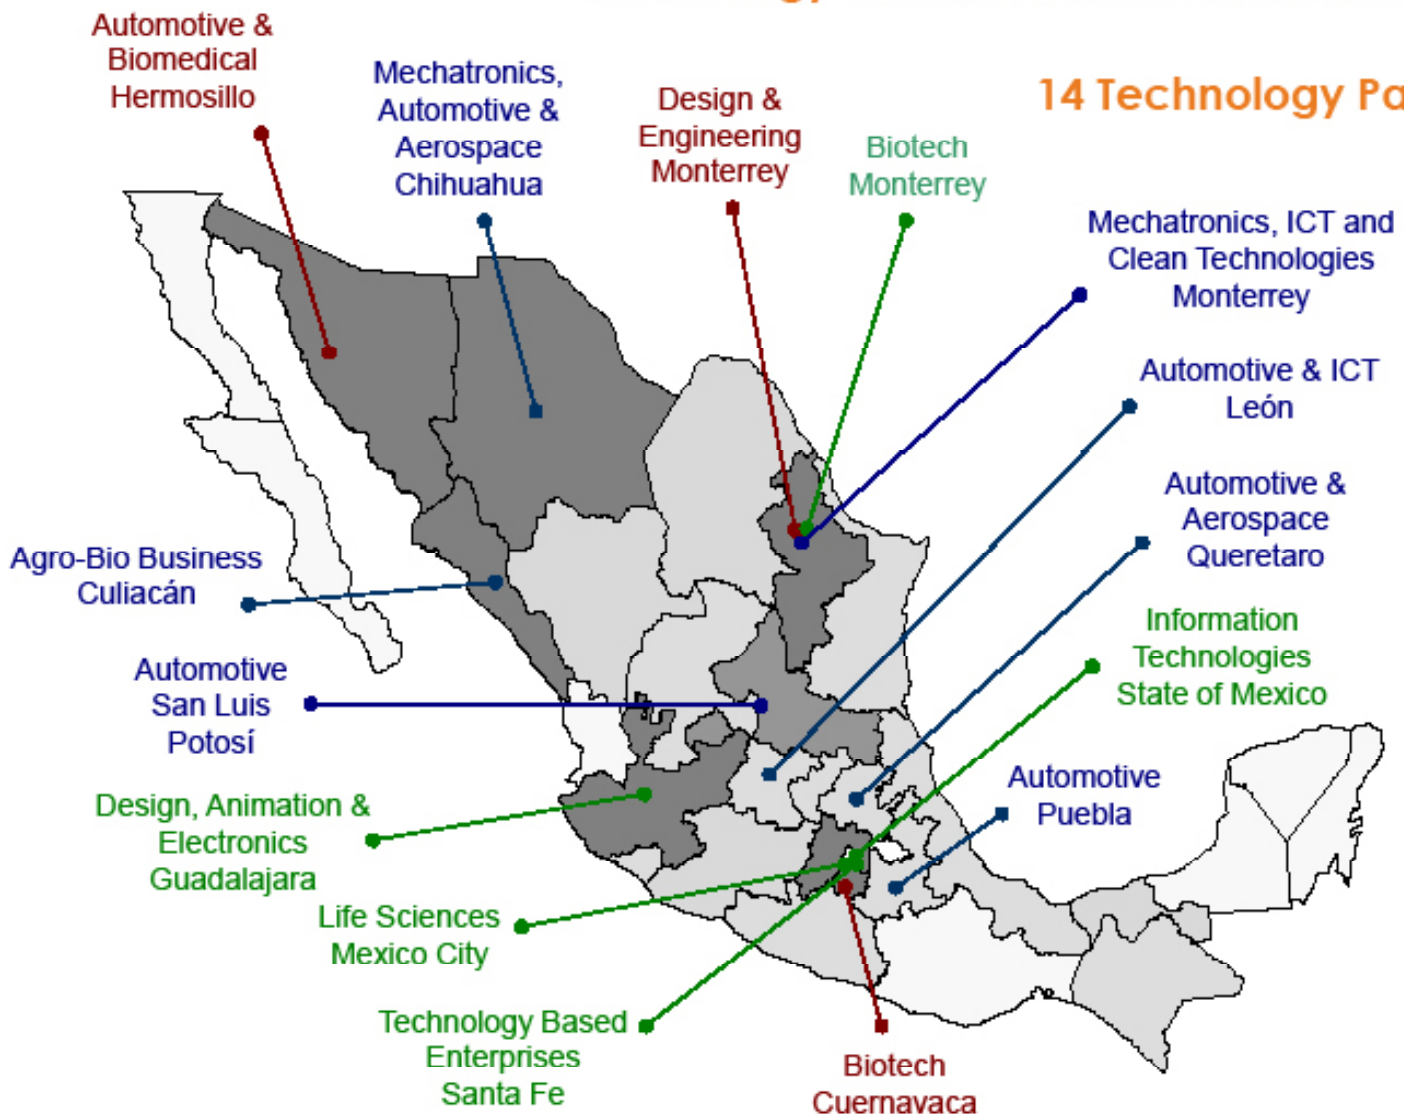 14 Technology
Automotive &
Biomedical
Hermosillo
Mechatronics,
Automotive &
Aerospace
Chihuahua
Design &
Engineering
Monterrey
Biotech
Monterrey
Mechatronics, ICT and
Clean Technologies
Monterrey
Automotive & ICT
León
Automotive &
Aerospace
Queretaro
Agro-Bio Business
Culiacán
Information
Technologies
State of Mexico
Automotive
San Luis
Potosí
Automotive
Puebla
Design, Animation &
Electronics
Guadalajara
Life Sciences
Mexico City
Technology Based
Enterprises
Santa Fe
Biotech
Cuernavaca